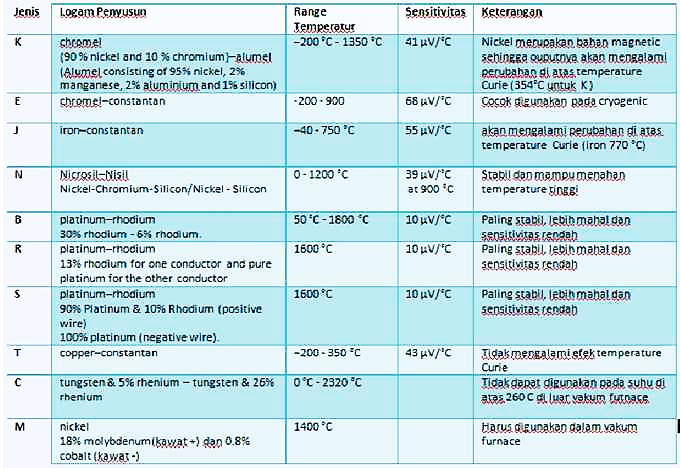 Jenis Logam Penyusun Range Temperatur Sensitivitas Keterangan
K chromel (90 % nickel and 10 % chromium)–alumel (Alumel consisting of 95% nickel, 2% manganese, 2% aluminium and 1% silicon) −200 °C - 1350 °C 41 µV/°C Nickel merupakan bahan magnetic sehingga ouputnya akan mengalami perubahan di atas temperature Curie (354°C untuk K )
E chromel–constantan -200 - 900 68 µV/°C Cocok digunakan pada cryogenic
J iron–constantan −40 - 750 °C 55 µV/°C akan mengalami perubahan di atas temperature Curie (iron 770 °C)
N Nicrosil–Nisil Nickel-Chromium-Silicon/Nickel - Silicon 0 - 1200 °C 39 µV/°C at 900 °C Stabil dan mampu menahan temperature tinggi
B platinum–rhodium 30% rhodium - 6% rhodium. 50 °C - 1800 °C 10 µV/°C Paling stabil, lebih mahal dan sensitivitas rendah
R platinum–rhodium 13% rhodium for one conductor and pure platinum for the other conductor 1600 °C 10 µV/°C Paling stabil, lebih mahal dan sensitivitas rendah
S platinum–rhodium 90% Platinum & 10% Rhodium (positive wire) 100% platinum (negative wire). 1600 °C 10 µV/°C Paling stabil, lebih mahal dan sensitivitas rendah
T copper–constantan −200 - 350 °C 43 µV/°C Tidak mengalami efek temperature Curie
C tungsten & 5% rhenium – tungsten & 26% rhenium 0 °C - 2320 °C Tidak dapat digunakan pada suhu di atas 260 C di luar vakum futnace
M nickel 18% molybdenum(kawat +) dan 0.8% cobalt (kawat -) 1400 °C Harus digunakan dalam vakum furnace